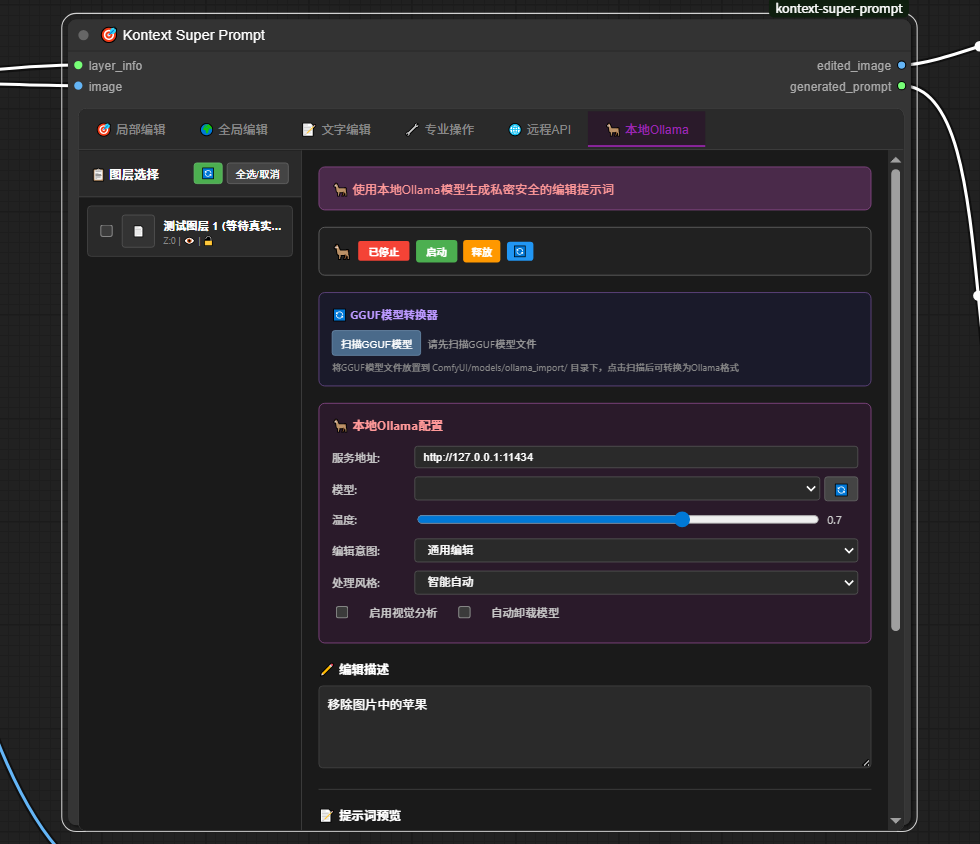 kontext-super-prompt
Kontext Super Prompt
layer_info
edited_image
image
generated_prompt
局部编辑
全局编辑
文字编辑
专业操作
远程API
本地Ollama
图层选择
全选/取消
测试图层 1 (等待真实...
Z:0 | |
使用本地Ollama模型生成私密安全的编辑提示词
已停止
启动
释放
GGUF模型转换器
扫描GGUF模型
请先扫描GGUF模型文件
将GGUF模型文件放置到 ComfyUI/models/ollama_import/ 目录下，点击扫描后可转换为Ollama格式
本地Ollama配置
服务地址:
http://127.0.0.1:11434
模型:
温度:
0.7
编辑意图:
通用编辑
处理风格:
智能自动
启用视觉分析
自动卸载模型
编辑描述
移除图片中的苹果
提示词预览